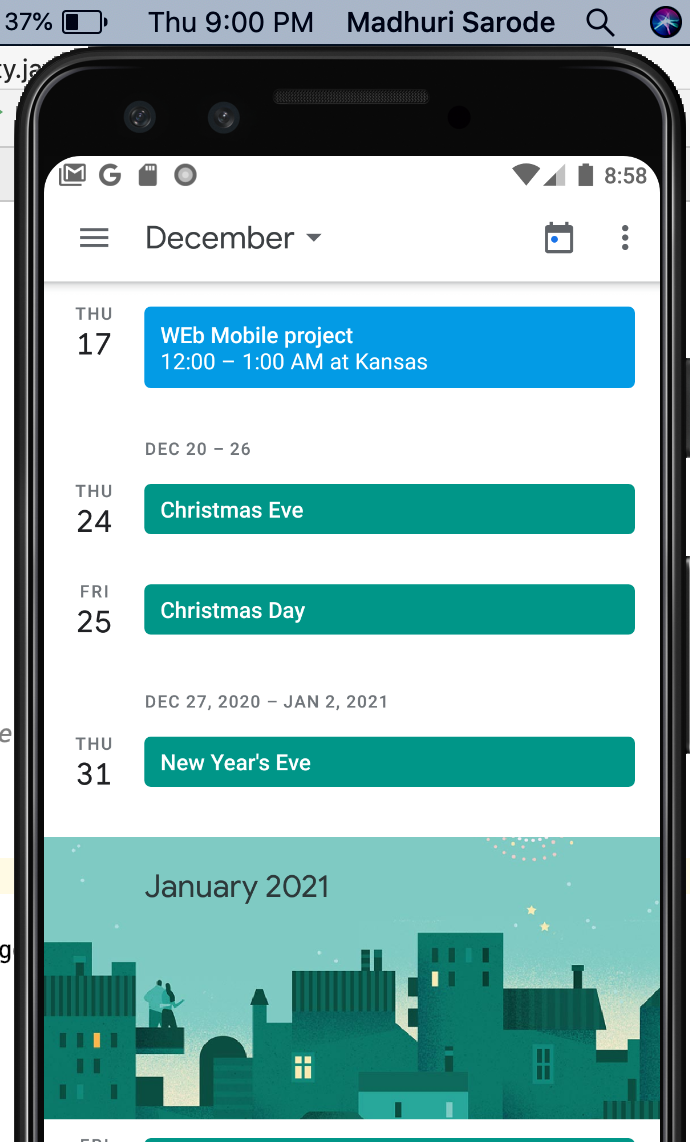 37% Thu 9:00 PM Madhuri Sarode
ty.ja
8:58
December
THU
17
WEb Mobile project
12:00 – 1:00 AM at Kansas
DEC 20 – 26
THU
24
Christmas Eve
FRI
25
Christmas Day
DEC 27, 2020 – JAN 2, 2021
e
THU
31
New Year's Eve
January 2021
g